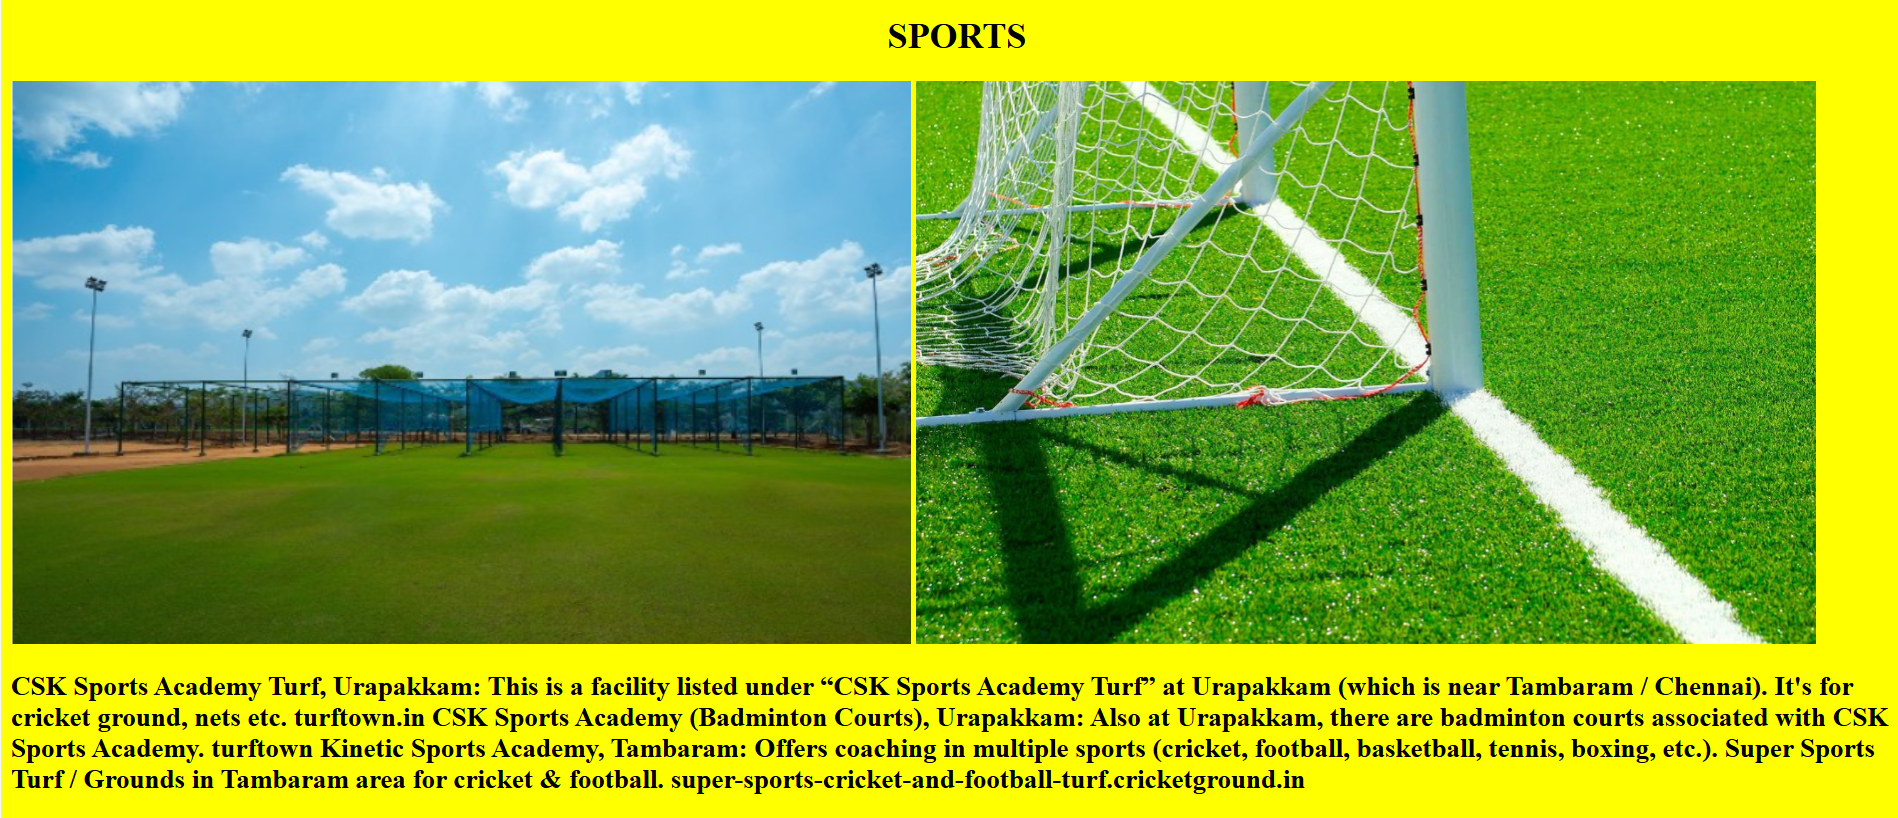 SPORTS
CSK Sports Academy Turf, Urapakkam: This is a facility listed under “CSK Sports Academy Turf” at Urapakkam (which is near Tambaram / Chennai). It's for
cricket ground, nets etc. turftown.in CSK Sports Academy (Badminton Courts), Urapakkam: Also at Urapakkam, there are badminton courts associated with CSK
Sports Academy. turftown Kinetic Sports Academy, Tambaram: Offers coaching in multiple sports (cricket, football, basketball, tennis, boxing, etc.). Super Sports
Turf / Grounds in Tambaram area for cricket & football. super-sports-cricket-and-football-turf.cricketground.in